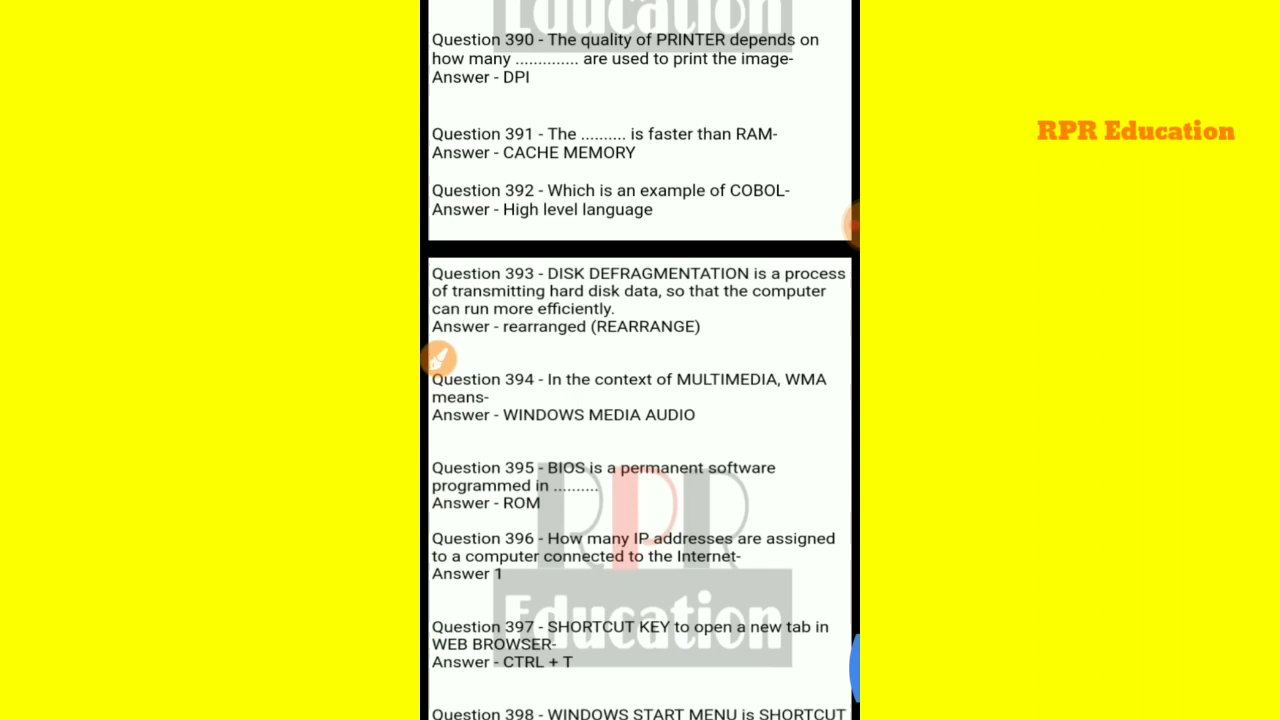 Education
Question 390 - The quality of PRINTER depends on
how many .............. are used to print the image-
Answer - DPI
RPR Education
Question 391 - The .......... is faster than RAM-
Answer - CACHE MEMORY
Question 392 - Which is an example of COBOL-
Answer - High level language
Question 393 - DISK DEFRAGMENTATION is a process
of transmitting hard disk data, so that the computer
can run more efficiently.
Answer - rearranged (REARRANGE)
Question 394 - In the context of MULTIMEDIA, WMA
means-
Answer - WINDOWS MEDIA AUDIO
Question 395 - BIOS is a permanent software
programmed in ..........
Answer - ROM
RPR
Question 396 - How many IP addresses are assigned
to a computer connected to the Internet-
Answer 1
Education
Question 397 - SHORTCUT KEY to open a new tab in
WEB BROWSER-
Answer - CTRL + T
Question 398 - WINDOWS START MENU is SHORTCUT